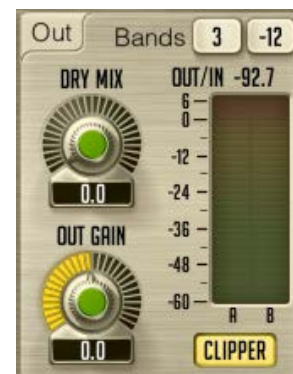 Out Bands 3 -12
DRY MIX OUT/IN -92.7
6
0
-12
0.0
-24
OUT GAIN -36
-48
-60
A B
0.0 CLIPPER